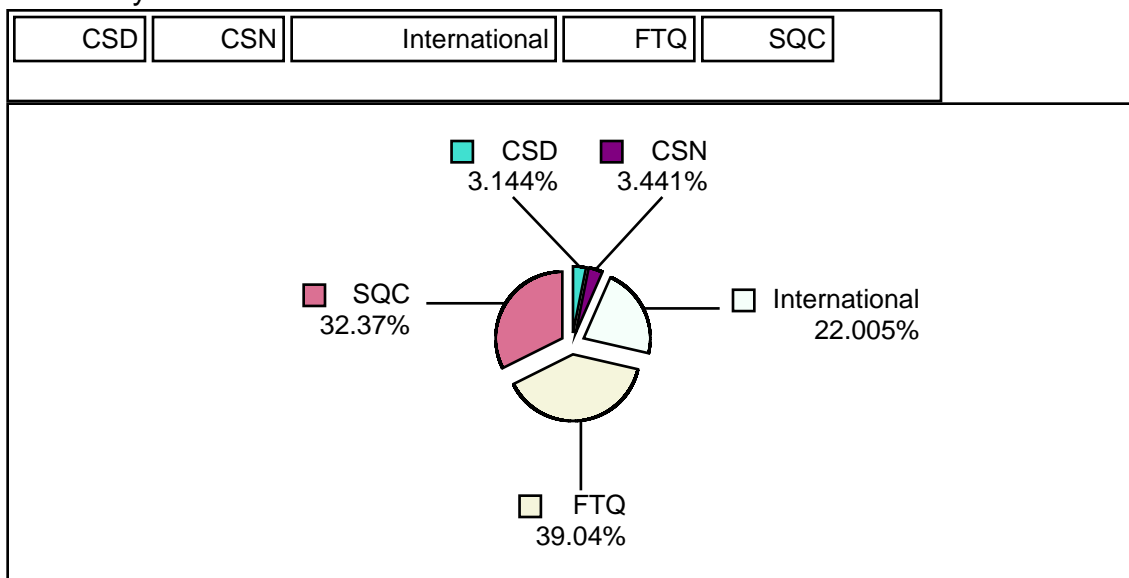 CSD CSN International FTQ SQC
CSD
3.144%
CSN
3.441%
SQC
32.37%
International
22.005%
FTQ
39.04%